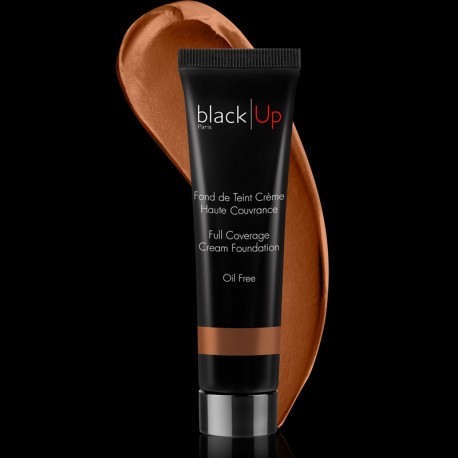 black|Up
Paris
Fond de Teint Crème
Haute Couvrance
Full Coverage
Cream Foundation
Oil Free